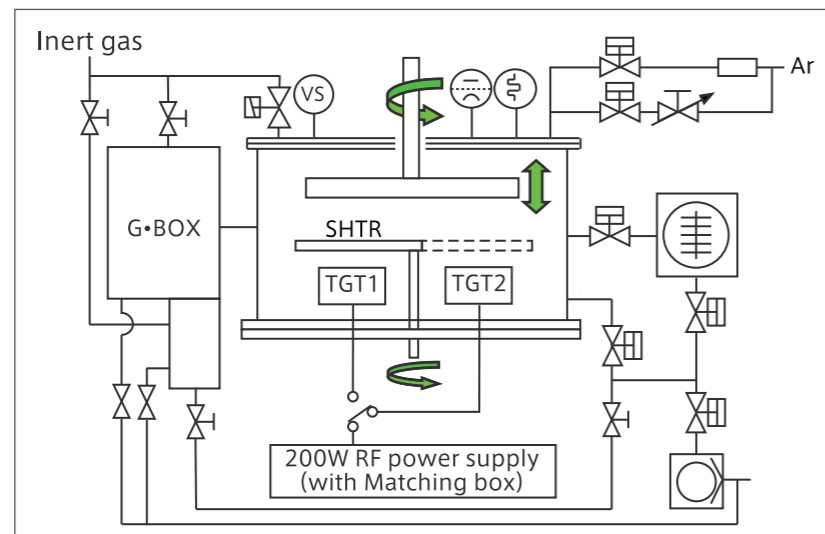 Inert gas
VS
Ar
G•BOX
SHTR
TGT1
TGT2
200W RF power supply
(with Matching box)